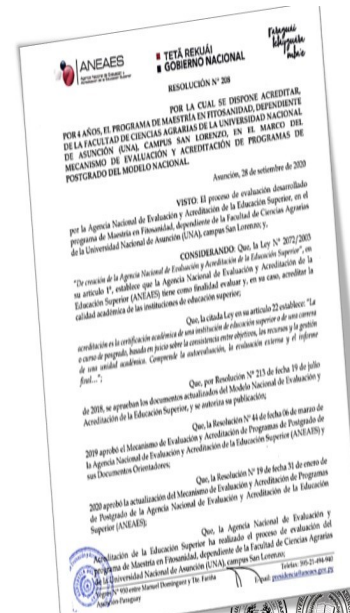 ANEAES
Agencia Nacional de Evaluación y
Acreditación de la Educación Superior
TETÃ REKUÁI
GOBIERNO NACIONAL
Paraguái
RESOLUCIÓN N° 208
POR LA CUAL SE DISPONE ACREDITAR,
POR 4 AÑOS, EL PROGRAMA DE MAESTRÍA EN FITOSANIDAD, DEPENDIENTE
DE LA FACULTAD DE CIENCIAS AGRARIAS DE LA UNIVERSIDAD NACIONAL
DE ASUNCIÓN (UNA), CAMPUS SAN LORENZO, EN EL MARCO DEL
MECANISMO DE EVALUACIÓN Y ACREDITACIÓN DE PROGRAMAS DE
POSTGRADO DEL MODELO NACIONAL.
Asunción, 28 de setiembre de 2020
VISTO: El proceso de evaluación desarrollado
por la Agencia Nacional de Evaluación y Acreditación de la Educación Superior, en el
programa de Maestría en Fitosanidad, dependiente de la Facultad de Ciencias Agrarias
de la Universidad Nacional de Asunción (UNA), campus San Lorenzo;
CONSIDERANDO: Que, la Ley N° 2072/2003
"De creación de la Agencia Nacional de Evaluación y Acreditación de la Educación Superior", en
su artículo 1°, establece que la Agencia Nacional de Evaluación y Acreditación de la
Educación Superior (ANEAES) tiene como finalidad evaluar y, en su caso, acreditar la
calidad académica de las instituciones de educación superior;
Que, la citada Ley en su artículo 22 establece: "La
acreditación es la certificación académica de una institución de educación superior o de una carrera
o curso de posgrado, basada en juicio sobre la consistencia entre objetivos, los recursos y la gestión
de una unidad académica. Comprende la autoevaluación, la evaluación externa y el informe
final...";
Que, por Resolución N° 213 de fecha 19 de julio
de 2018, se aprueban los documentos actualizados del Modelo Nacional de Evaluación y
Acreditación de la Educación Superior, y se autoriza su publicación;
Que, la Resolución N° 44 de fecha 06 de marzo de
2019 aprobó el Mecanismo de Evaluación y Acreditación de Programas de Postgrado de
la Agencia Nacional de Evaluación y Acreditación de la Educación Superior (ANEAES) y
sus Documentos Orientadores;
Que, la Resolución N° 19 de fecha 31 de enero de
2020 aprobó la actualización del Mecanismo de Evaluación y Acreditación de Programas
de Postgrado de la Agencia Nacional de Evaluación y Acreditación de la Educación
Superior (ANEAES);
Que, la Agencia Nacional de Evaluación y
Acreditación de la Educación Superior ha realizado el proceso de evaluación del
programa de Maestría en Fitosanidad, dependiente de la Facultad de Ciencias Agrarias
de la Universidad Nacional de Asunción (UNA), campus San Lorenzo;
N° 930 entre Manuel Domínguez y Dr. Fariña
Asunción-Paraguay
Telefax: 595-21-494-940
E-mail: presidencia@aneaes.gov.py